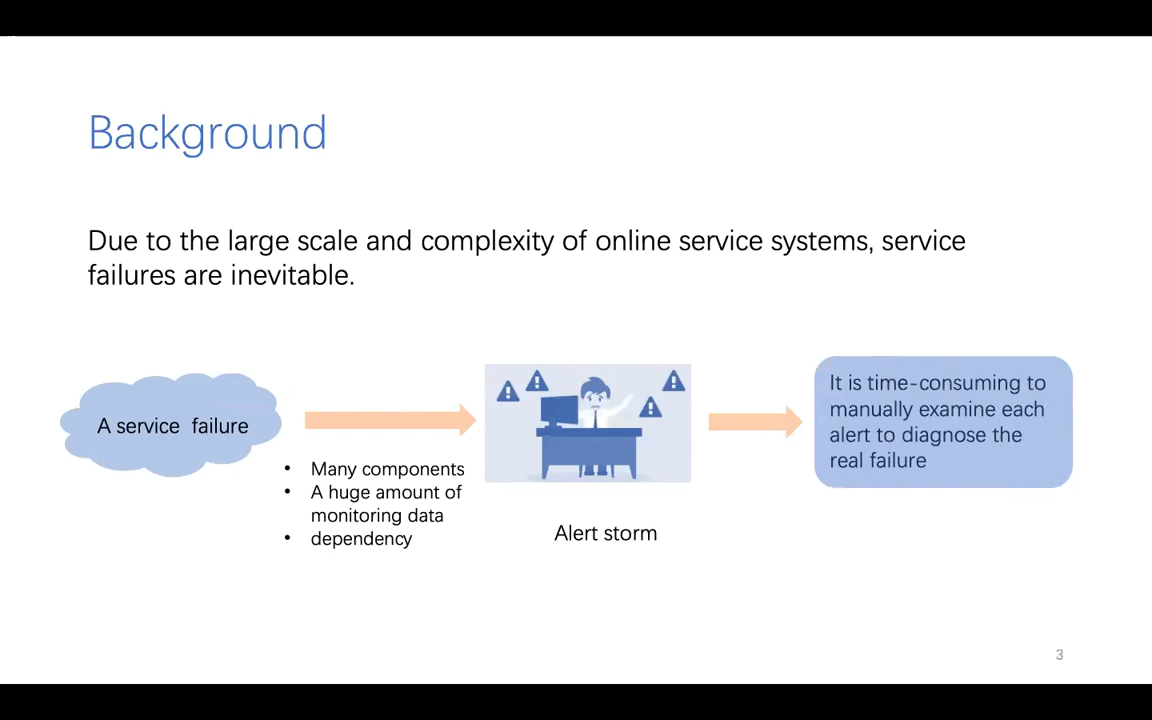 Background
Due to the large scale and complexity of online service systems, service
failures are inevitable.
A service failure
• Many components
• A huge amount of
monitoring data
• dependency
Alert storm
It is time-consuming to
manually examine each
alert to diagnose the
real failure
3